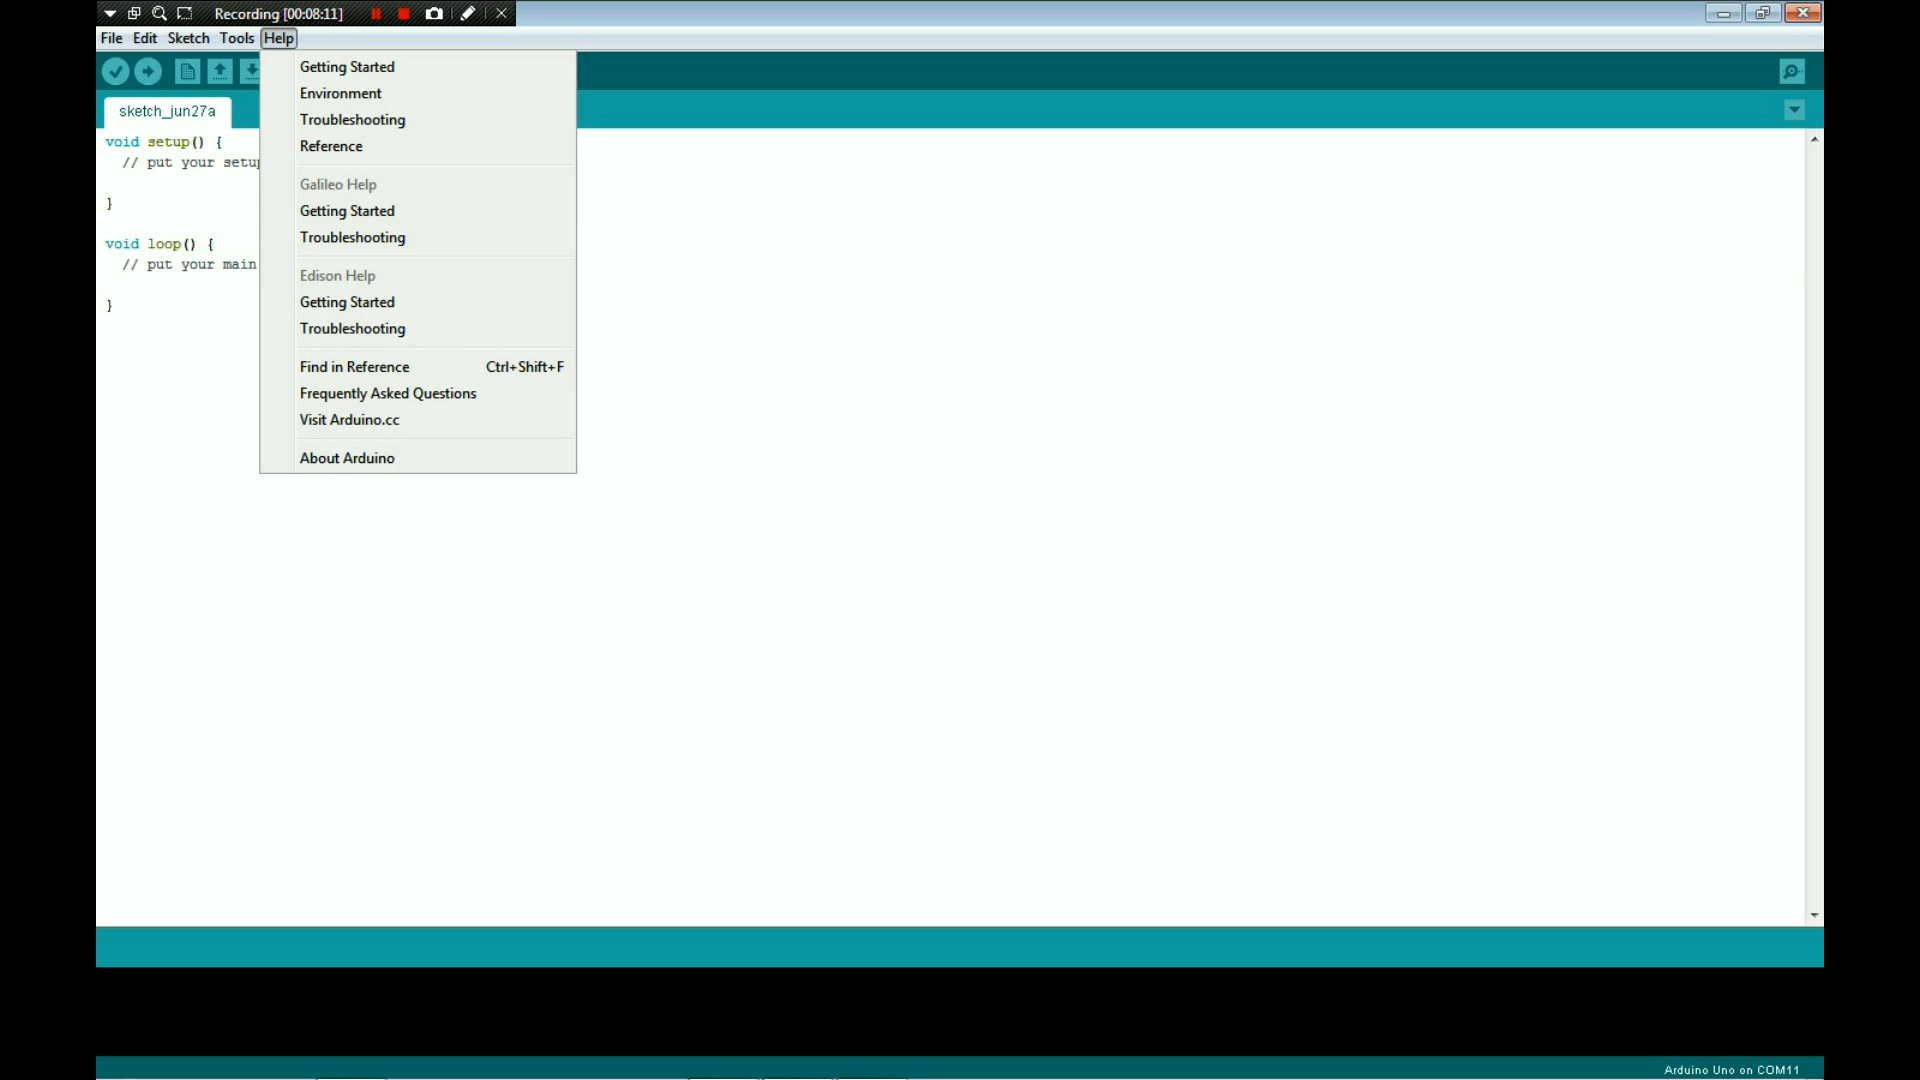 Recording [00:08:11]
File Edit Sketch Tools Help
sketch_jun27a
void setup() {
// put your setup
}
void loop() {
// put your main
}
Getting Started
Environment
Troubleshooting
Reference
Galileo Help
Getting Started
Troubleshooting
Edison Help
Getting Started
Troubleshooting
Find in Reference Ctrl+Shift+F
Frequently Asked Questions
Visit Arduino.cc
About Arduino
Arduino Uno on COM11